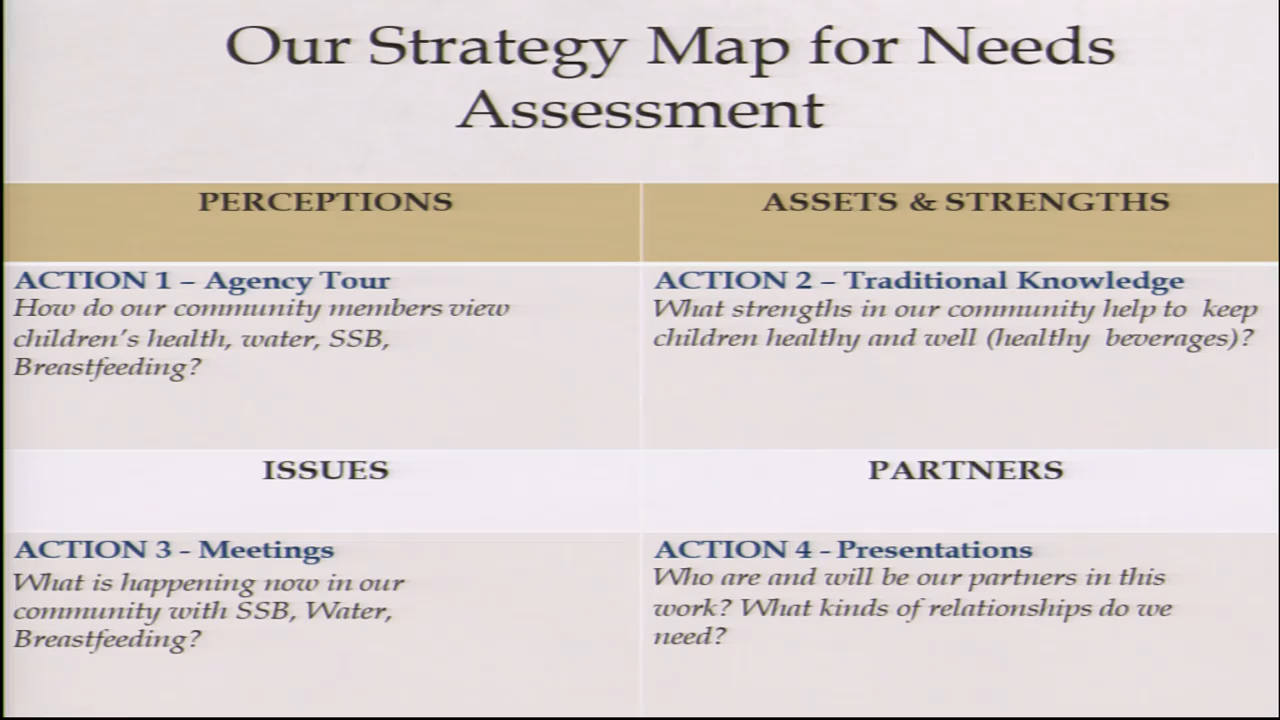 Our Strategy Map for Needs
Assessment
PERCEPTIONS
ASSETS & STRENGTHS
ACTION 1 – Agency Tour
How do our community members view
children's health, water, SSB,
Breastfeeding?
ACTION 2 – Traditional Knowledge
What strengths in our community help to keep
children healthy and well (healthy beverages)?
ISSUES
PARTNERS
ACTION 3 - Meetings
What is happening now in our
community with SSB, Water,
Breastfeeding?
ACTION 4 - Presentations
Who are and will be our partners in this
work? What kinds of relationships do we
need?